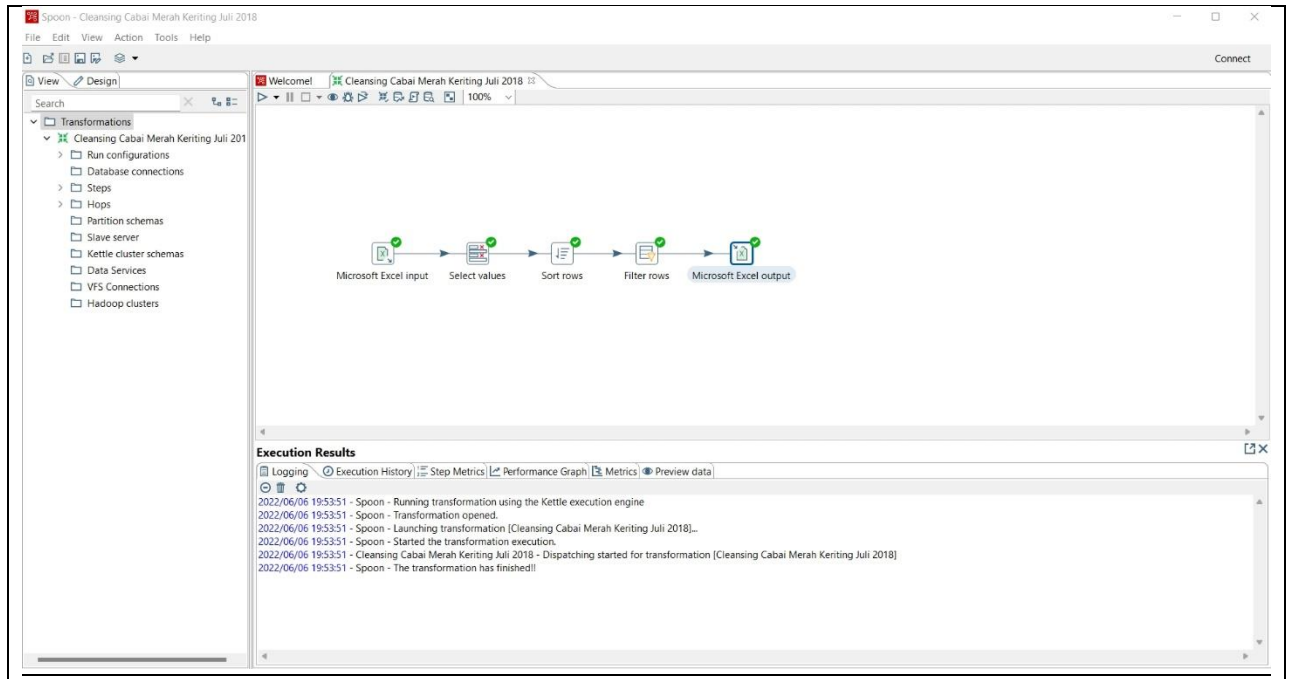 Spoon - Cleansing Cabai Merah Keriting Juli 2018
File Edit View Action Tools Help
Connect
View Design
Search
Transformations
Cleansing Cabai Merah Keriting Juli 201
Run configurations
Database connections
Steps
Hops
Partition schemas
Slave server
Kettle cluster schemas
Data Services
VFS Connections
Hadoop clusters
Welcome! Cleansing Cabai Merah Keriting Juli 2018
100%
Microsoft Excel input Select values Sort rows Filter rows Microsoft Excel output
Execution Results
Logging Execution History Step Metrics Performance Graph Metrics Preview data
2022/06/06 19:53:51 - Spoon - Running transformation using the Kettle execution engine
2022/06/06 19:53:51 - Spoon - Transformation opened.
2022/06/06 19:53:51 - Spoon - Launching transformation [Cleansing Cabai Merah Keriting Juli 2018]...
2022/06/06 19:53:51 - Spoon - Started the transformation execution.
2022/06/06 19:53:51 - Cleansing Cabai Merah Keriting Juli 2018 - Dispatching started for transformation [Cleansing Cabai Merah Keriting Juli 2018]
2022/06/06 19:53:51 - Spoon - The transformation has finished!!